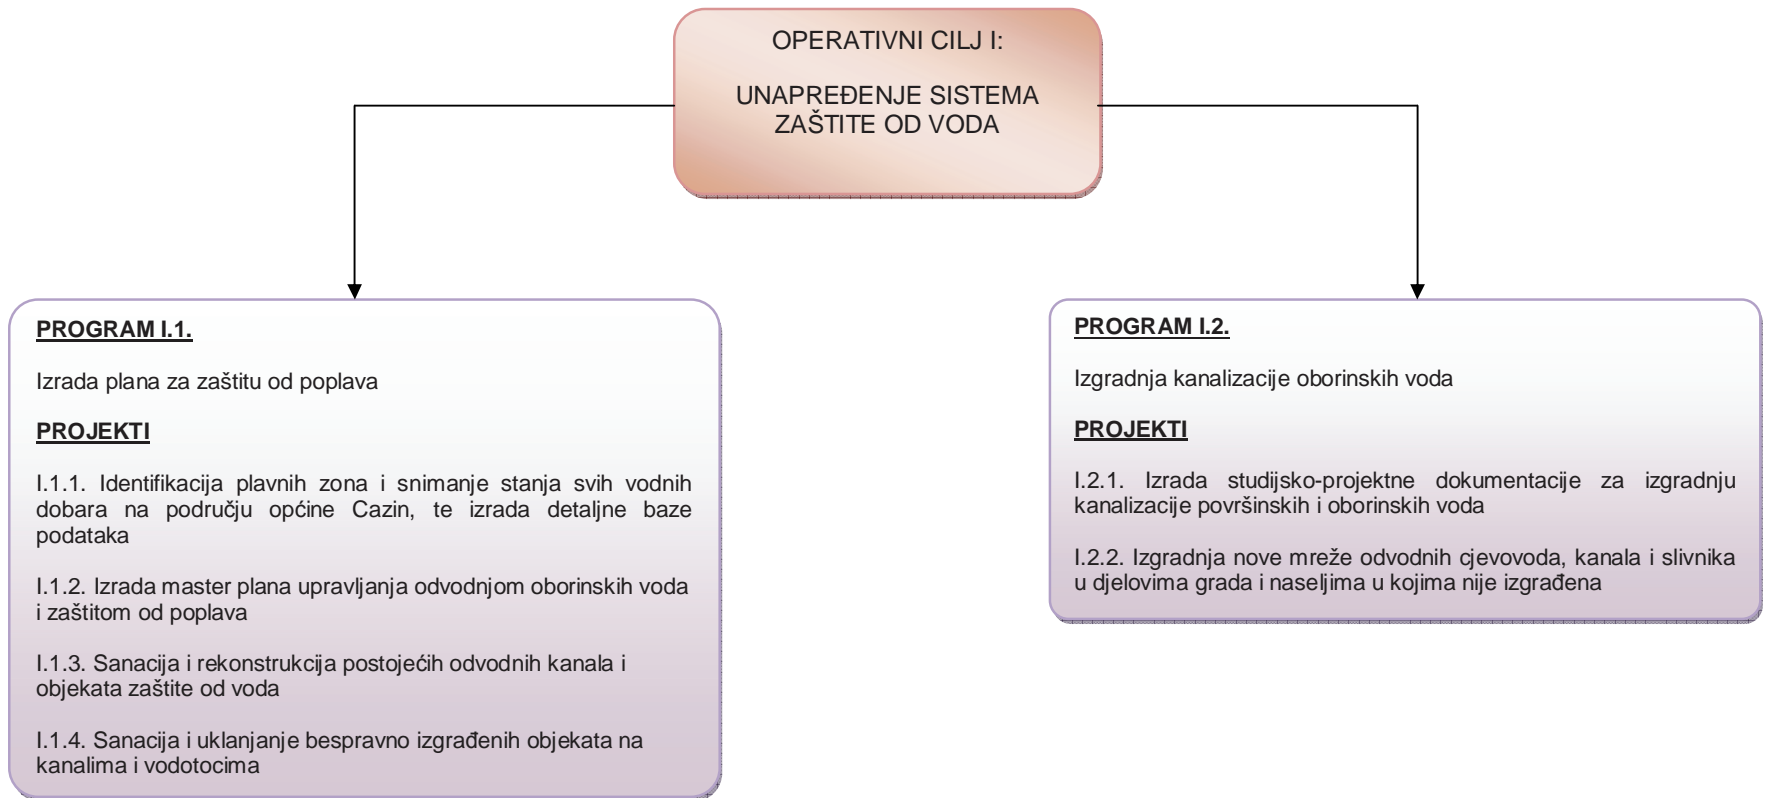 OPERATIVNI CILJ I:
UNAPREĐENJE SISTEMA
ZAŠTITE OD VODA
PROGRAM I.1.
Izrada plana za zaštitu od poplava
PROJEKTI
I.1.1. Identifikacija plavnih zona i snimanje stanja svih vodnih
dobara na području općine Cazin, te izrada detaljne baze
podataka
I.1.2. Izrada master plana upravljanja odvodnjom oborinskih voda
i zaštitom od poplava
I.1.3. Sanacija i rekonstrukcija postojećih odvodnih kanala i
objekata zaštite od voda
I.1.4. Sanacija i uklanjanje bespravno izgrađenih objekata na
kanalima i vodotocima
PROGRAM I.2.
Izgradnja kanalizacije oborinskih voda
PROJEKTI
I.2.1. Izrada studijsko-projektne dokumentacije za izgradnju
kanalizacije površinskih i oborinskih voda
I.2.2. Izgradnja nove mreže odvodnih cjevovoda, kanala i slivnika
u djelovima grada i naseljima u kojima nije izgrađena